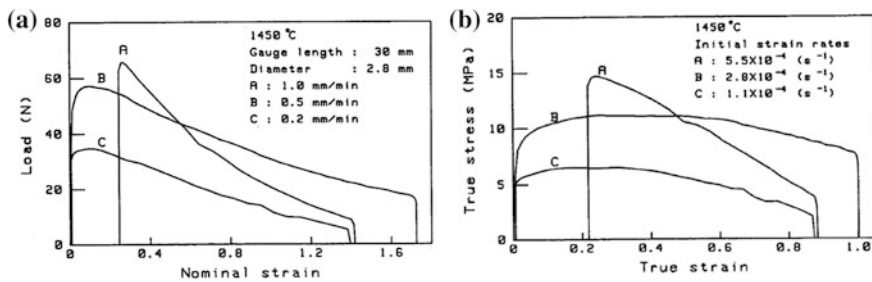 (a)
1450 °C
Gauge length : 30 mm
Diameter : 2.8 mm
A : 1.0 mm/min
B : 0.5 mm/min
C : 0.2 mm/min
A
B
C
Load (N)
80
60
40
20
0
0 0.4 0.8 1.2 1.6
Nominal strain
(b)
1450 °C
Initial strain rates
A : 5.5X10⁻⁴ (s⁻¹)
B : 2.8X10⁻⁴ (s⁻¹)
C : 1.1X10⁻⁴ (s⁻¹)
A
B
C
True stress (MPa)
20
15
10
5
0
0 0.2 0.4 0.6 0.8 1.0
True strain